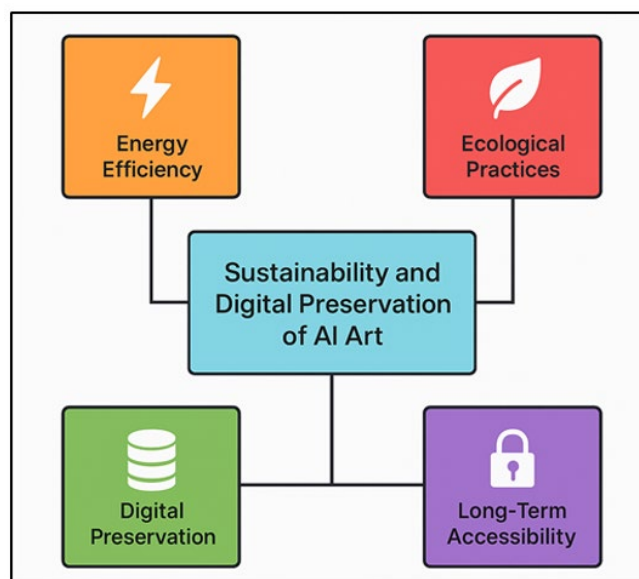 Energy
Efficiency
Ecological
Practices
Sustainability and
Digital Preservation
of AI Art
Digital
Preservation
Long-Term
Accessibility